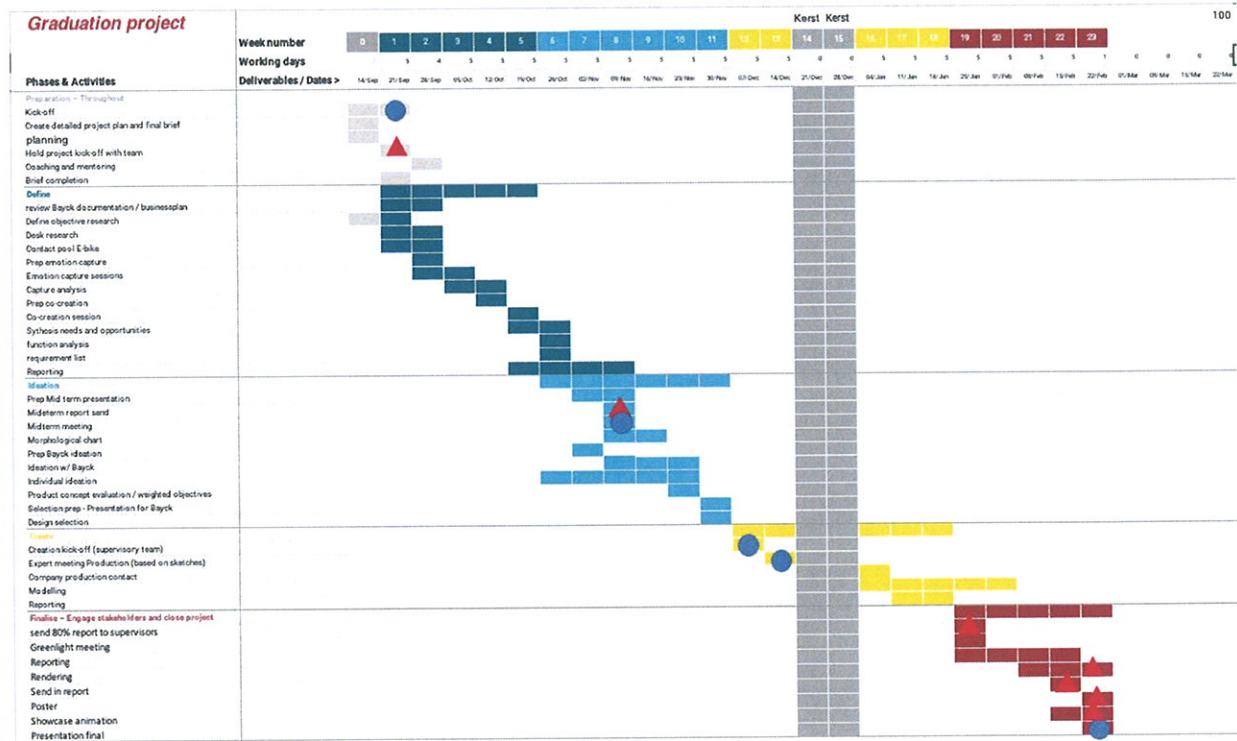 Graduation project
Kerst Kerst
100
Week number 0 1 2 3 4 5 6 7 8 9 10 11 12 13 14 15 16 17 18 19 20 21 22 23
Working days
Phases & Activities
Deliverables / Dates > 14/Sep 21/Sep 28/Sep 05/Oct 12/Oct 19/Oct 26/Oct 02/Nov 09/Nov 16/Nov 23/Nov 30/Nov 07/Dec 14/Dec 21/Dec 28/Dec 04/Jan 11/Jan 18/Jan 25/Jan 01/Feb 08/Feb 15/Feb 22/Feb 01/Mar 08/Mar 15/Mar 22/Mar
Preparation – Throughout
Kick-off
Create detailed project plan and final brief
planning
Hold project kick-off with team
Coaching and mentoring
Brief completion
Define
review Bayck documentation / businessplan
Define objective research
Desk research
Contact pool E-bike
Prep emotion capture
Emotion capture sessions
Capture analysis
Prep co-creation
Co-creation session
Sythosis needs and opportunities
function analysis
requirement list
Reporting
Ideation
Prep Mid term presentation
Mideterm report send
Midterm meeting
Morphological chart
Prep Bayck ideation
Ideation w/ Bayck
Individual ideation
Product concept evaluation / weighted objectives
Selection prep - Presentation for Bayck
Design selection
Create
Creation kick-off (supervisory team)
Expert meeting Production (based on sketches)
Company production contact
Modelling
Reporting
Finalise – Engage stakeholders and close project
send 80% report to supervisors
Greenlight meeting
Reporting
Rendering
Send in report
Poster
Showcase animation
Presentation final